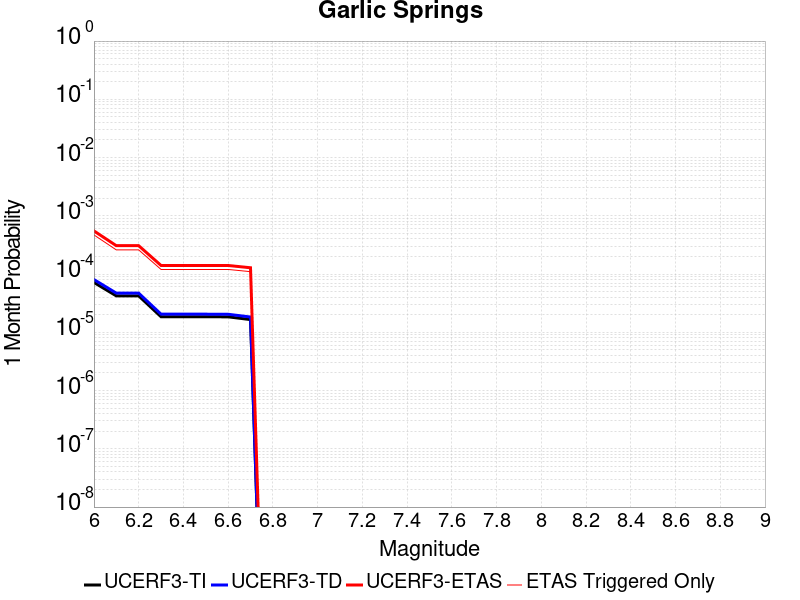 Garlic Springs
10^0
10^-1
10^-2
10^-3
10^-4
10^-5
10^-6
10^-7
10^-8
1 Month Probability
6 6.2 6.4 6.6 6.8 7 7.2 7.4 7.6 7.8 8 8.2 8.4 8.6 8.8 9
Magnitude
UCERF3-TI UCERF3-TD UCERF3-ETAS ETAS Triggered Only